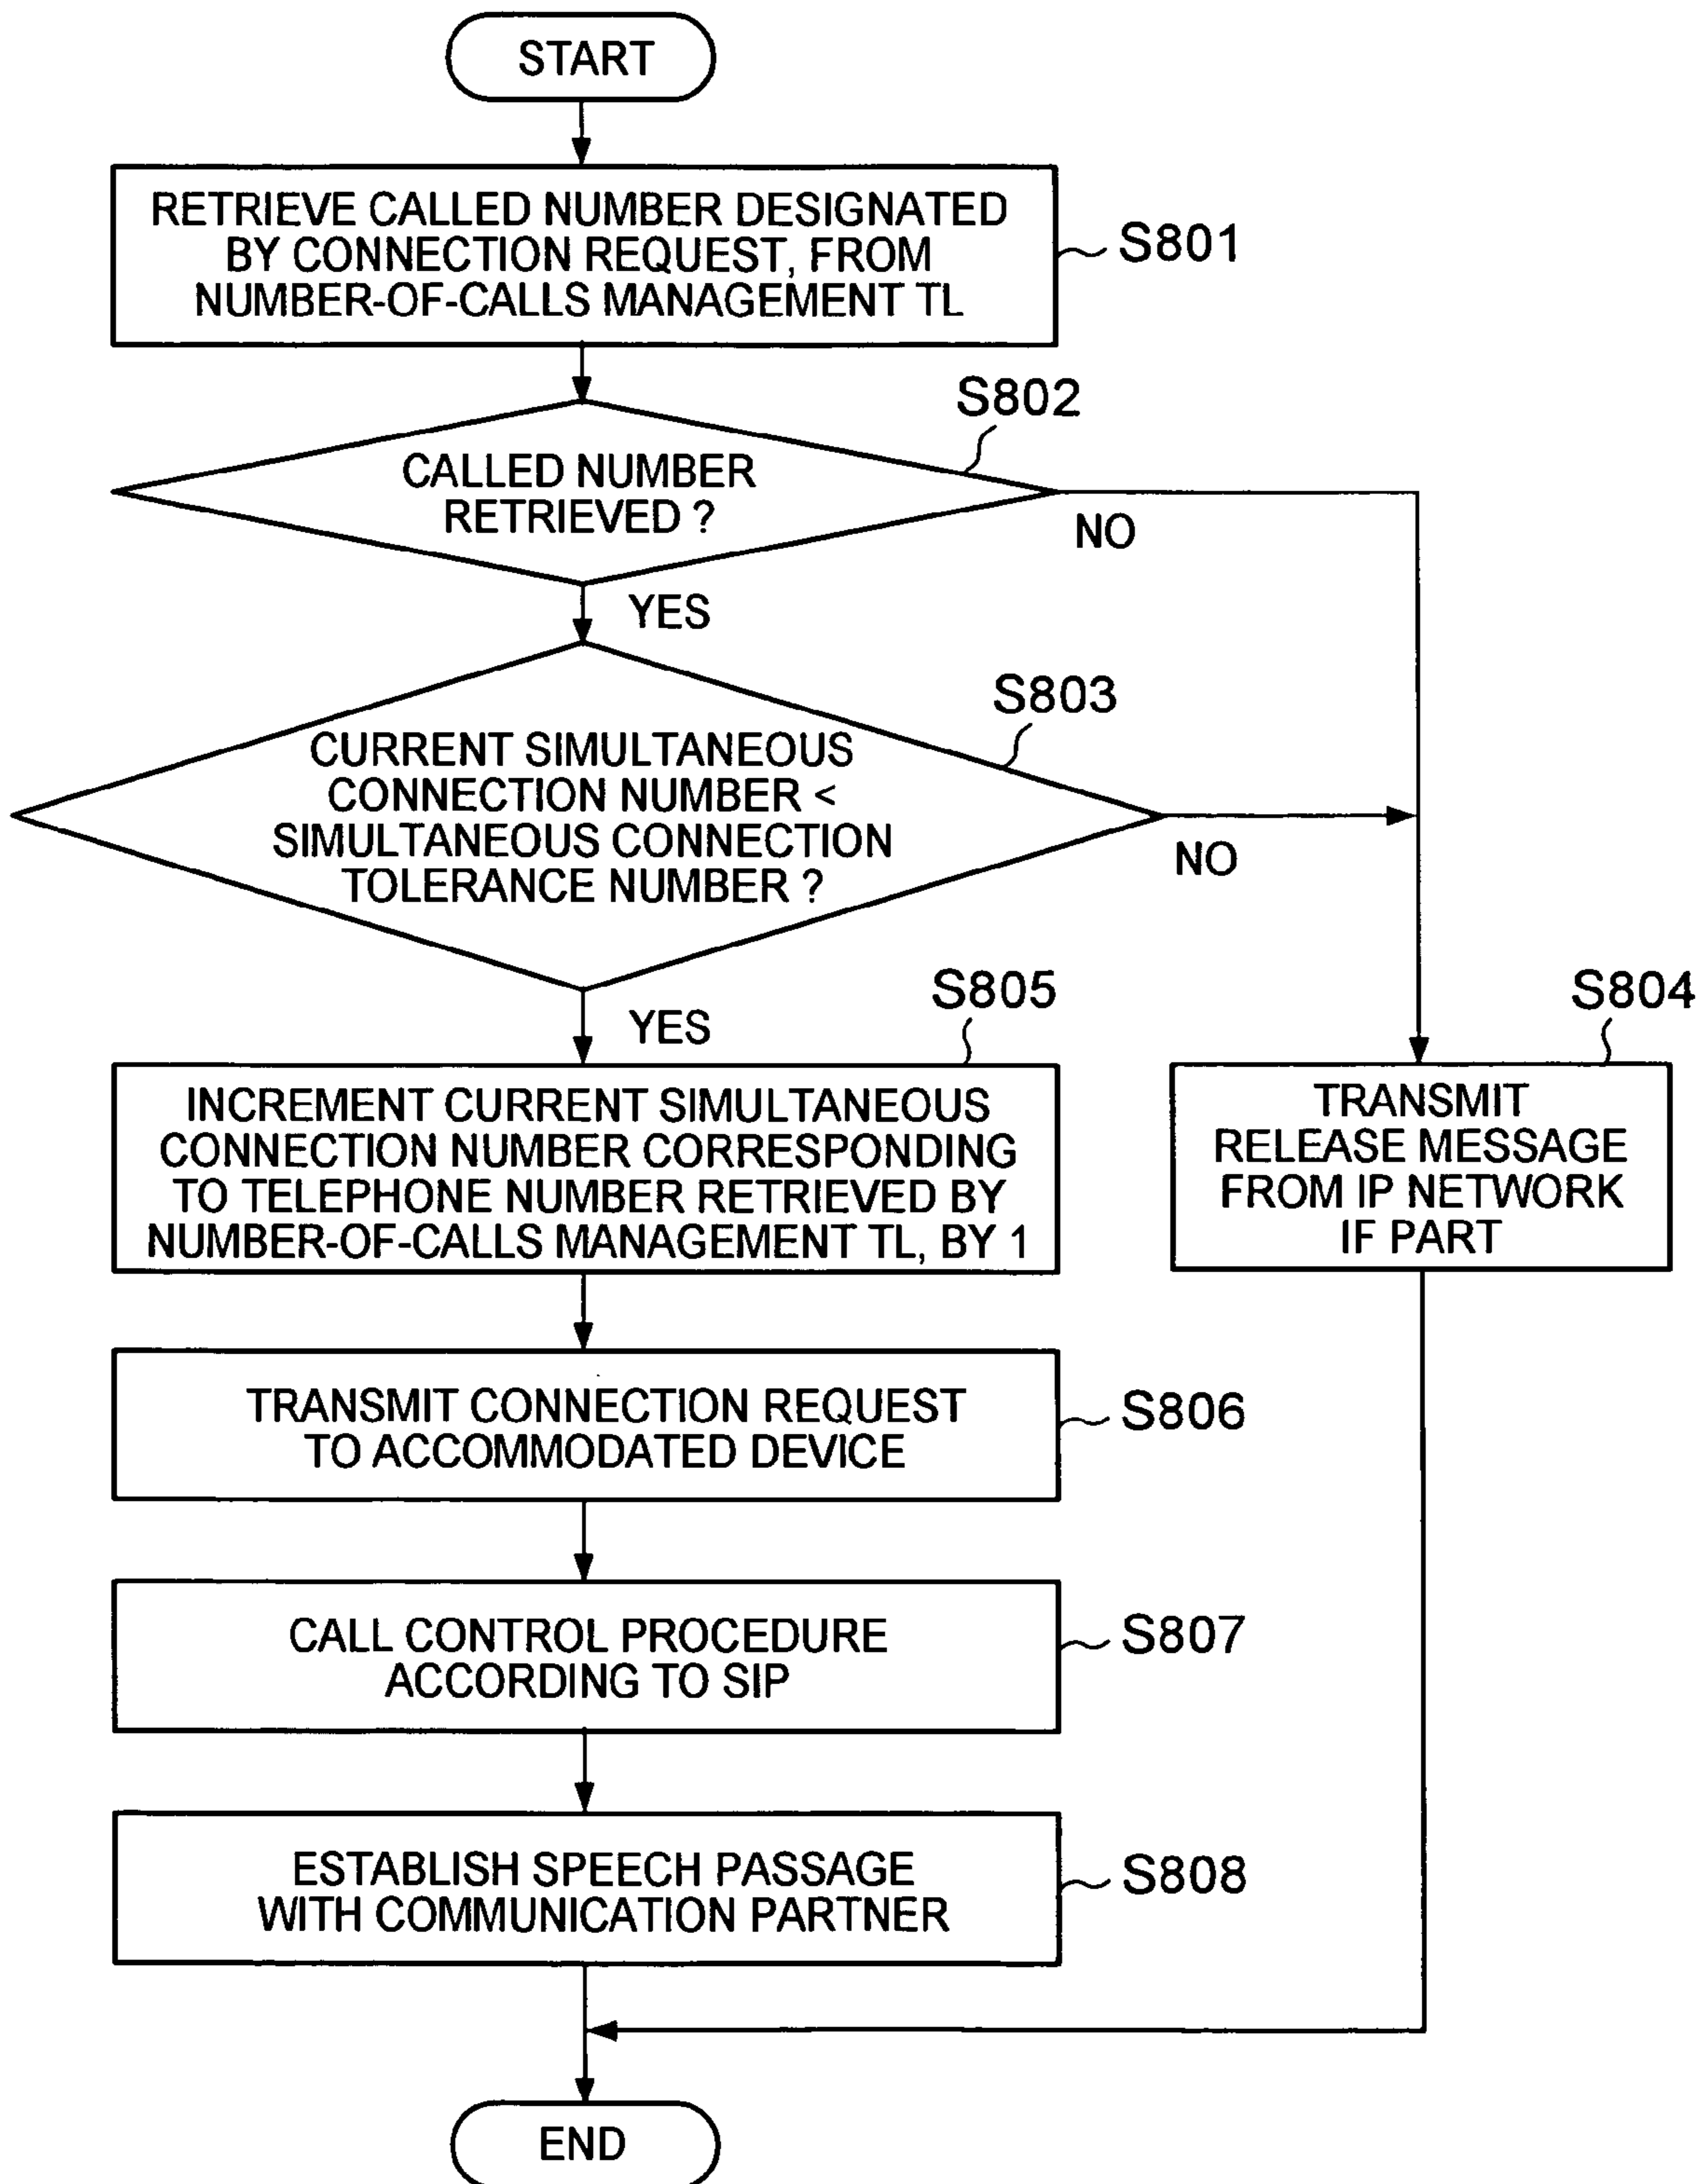 START
RETRIEVE CALLED NUMBER DESIGNATED
BY CONNECTION REQUEST, FROM
NUMBER-OF-CALLS MANAGEMENT TL
S801
S802
CALLED NUMBER
RETRIEVED ?
NO
YES
S803
CURRENT SIMULTANEOUS
CONNECTION NUMBER <
SIMULTANEOUS CONNECTION
TOLERANCE NUMBER ?
NO
YES
S805
INCREMENT CURRENT SIMULTANEOUS
CONNECTION NUMBER CORRESPONDING
TO TELEPHONE NUMBER RETRIEVED BY
NUMBER-OF-CALLS MANAGEMENT TL, BY 1
S804
TRANSMIT
RELEASE MESSAGE
FROM IP NETWORK
IF PART
TRANSMIT CONNECTION REQUEST
TO ACCOMMODATED DEVICE
S806
CALL CONTROL PROCEDURE
ACCORDING TO SIP
S807
ESTABLISH SPEECH PASSAGE
WITH COMMUNICATION PARTNER
S808
END